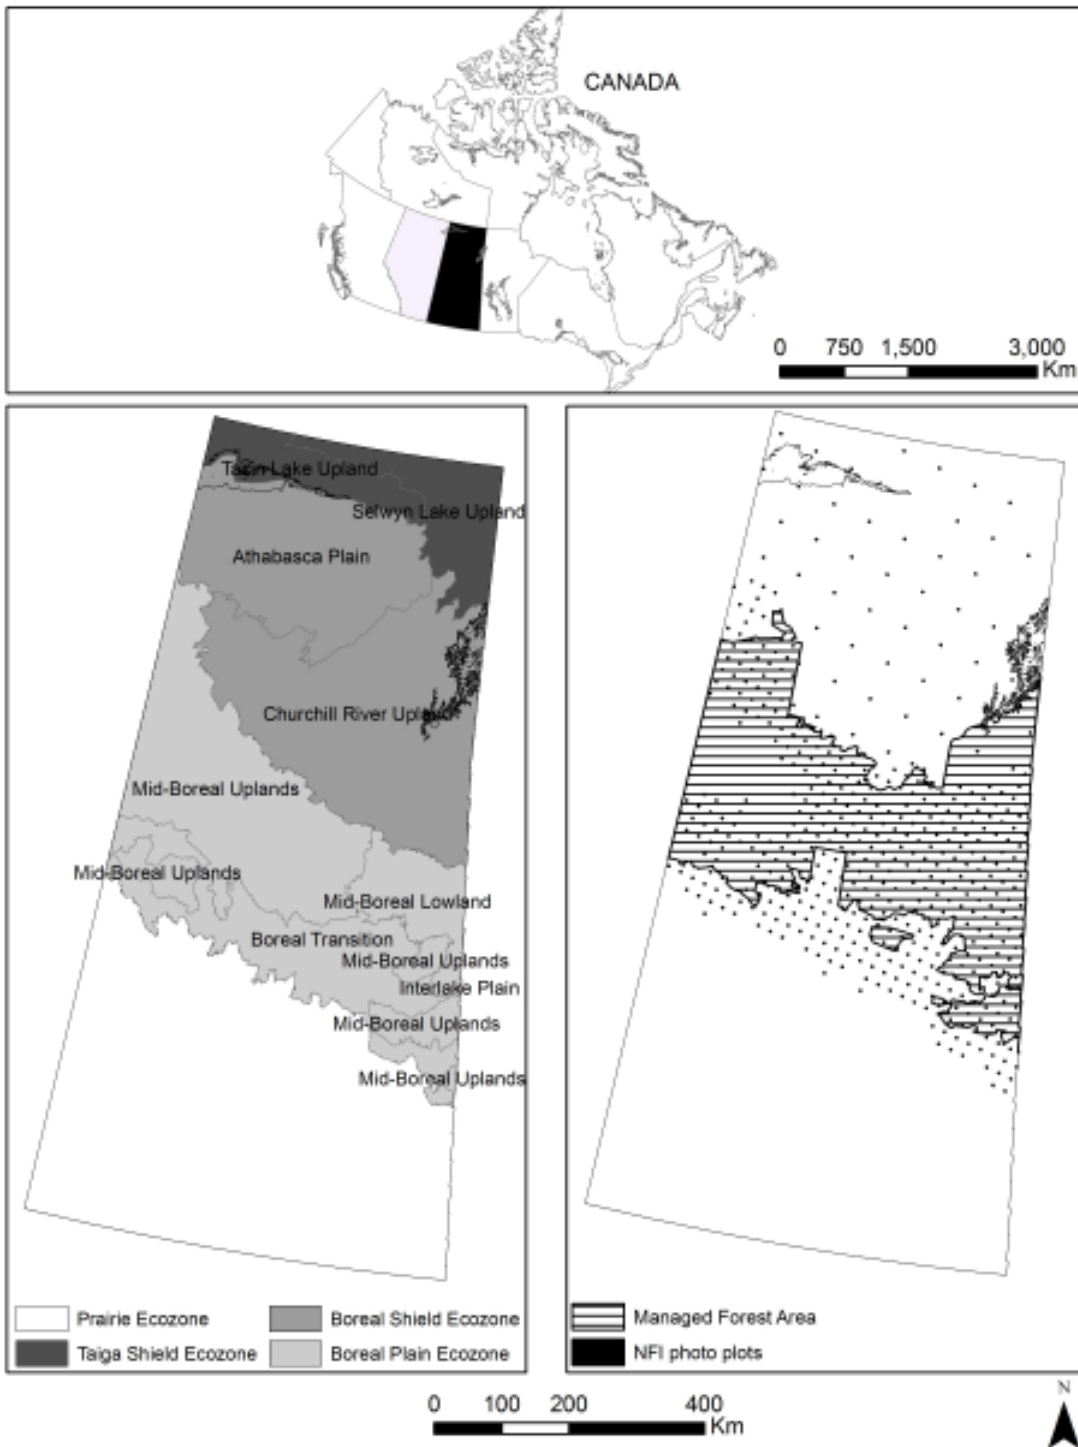 CANADA
0 750 1,500 3,000
Km
Tazin Lake Upland
Selwyn Lake Upland
Athabasca Plain
Churchill River Upland
Mid-Boreal Uplands
Mid-Boreal Uplands
Mid-Boreal Lowland
Boreal Transition
Mid-Boreal Uplands
Interlake Plain
Mid-Boreal Uplands
Mid-Boreal Uplands
Prairie Ecozone
Boreal Shield Ecozone
Taiga Shield Ecozone
Boreal Plain Ecozone
Managed Forest Area
NFI photo plots
0 100 200 400
Km
N